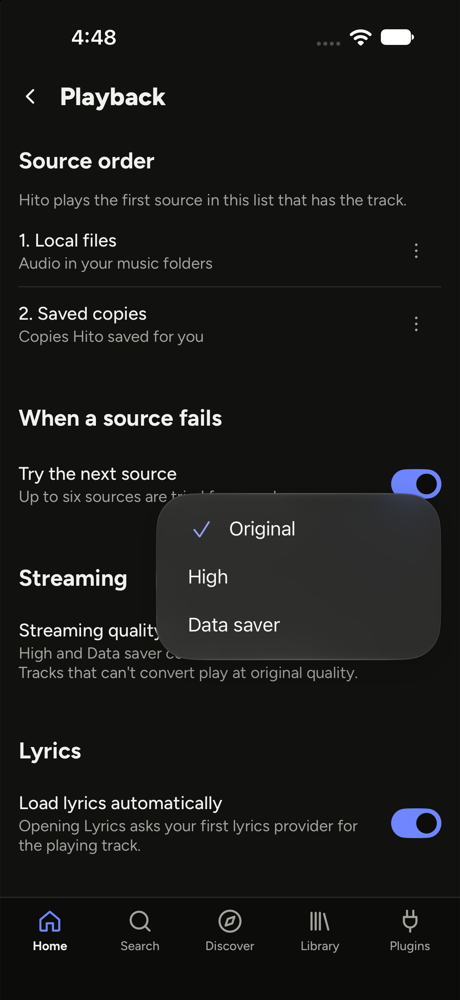 4:48
Playback
Source order
Hito plays the first source in this list that has the track.
1. Local files
Audio in your music folders
2. Saved copies
Copies Hito saved for you
When a source fails
Try the next source
Up to six sources are tried for
Original
High
Data saver
Streaming
Streaming quality
High and Data saver
Tracks that can't convert play at original quality.
Lyrics
Load lyrics automatically
Opening Lyrics asks your first lyrics provider for
the playing track.
Home
Search
Discover
Library
Plugins